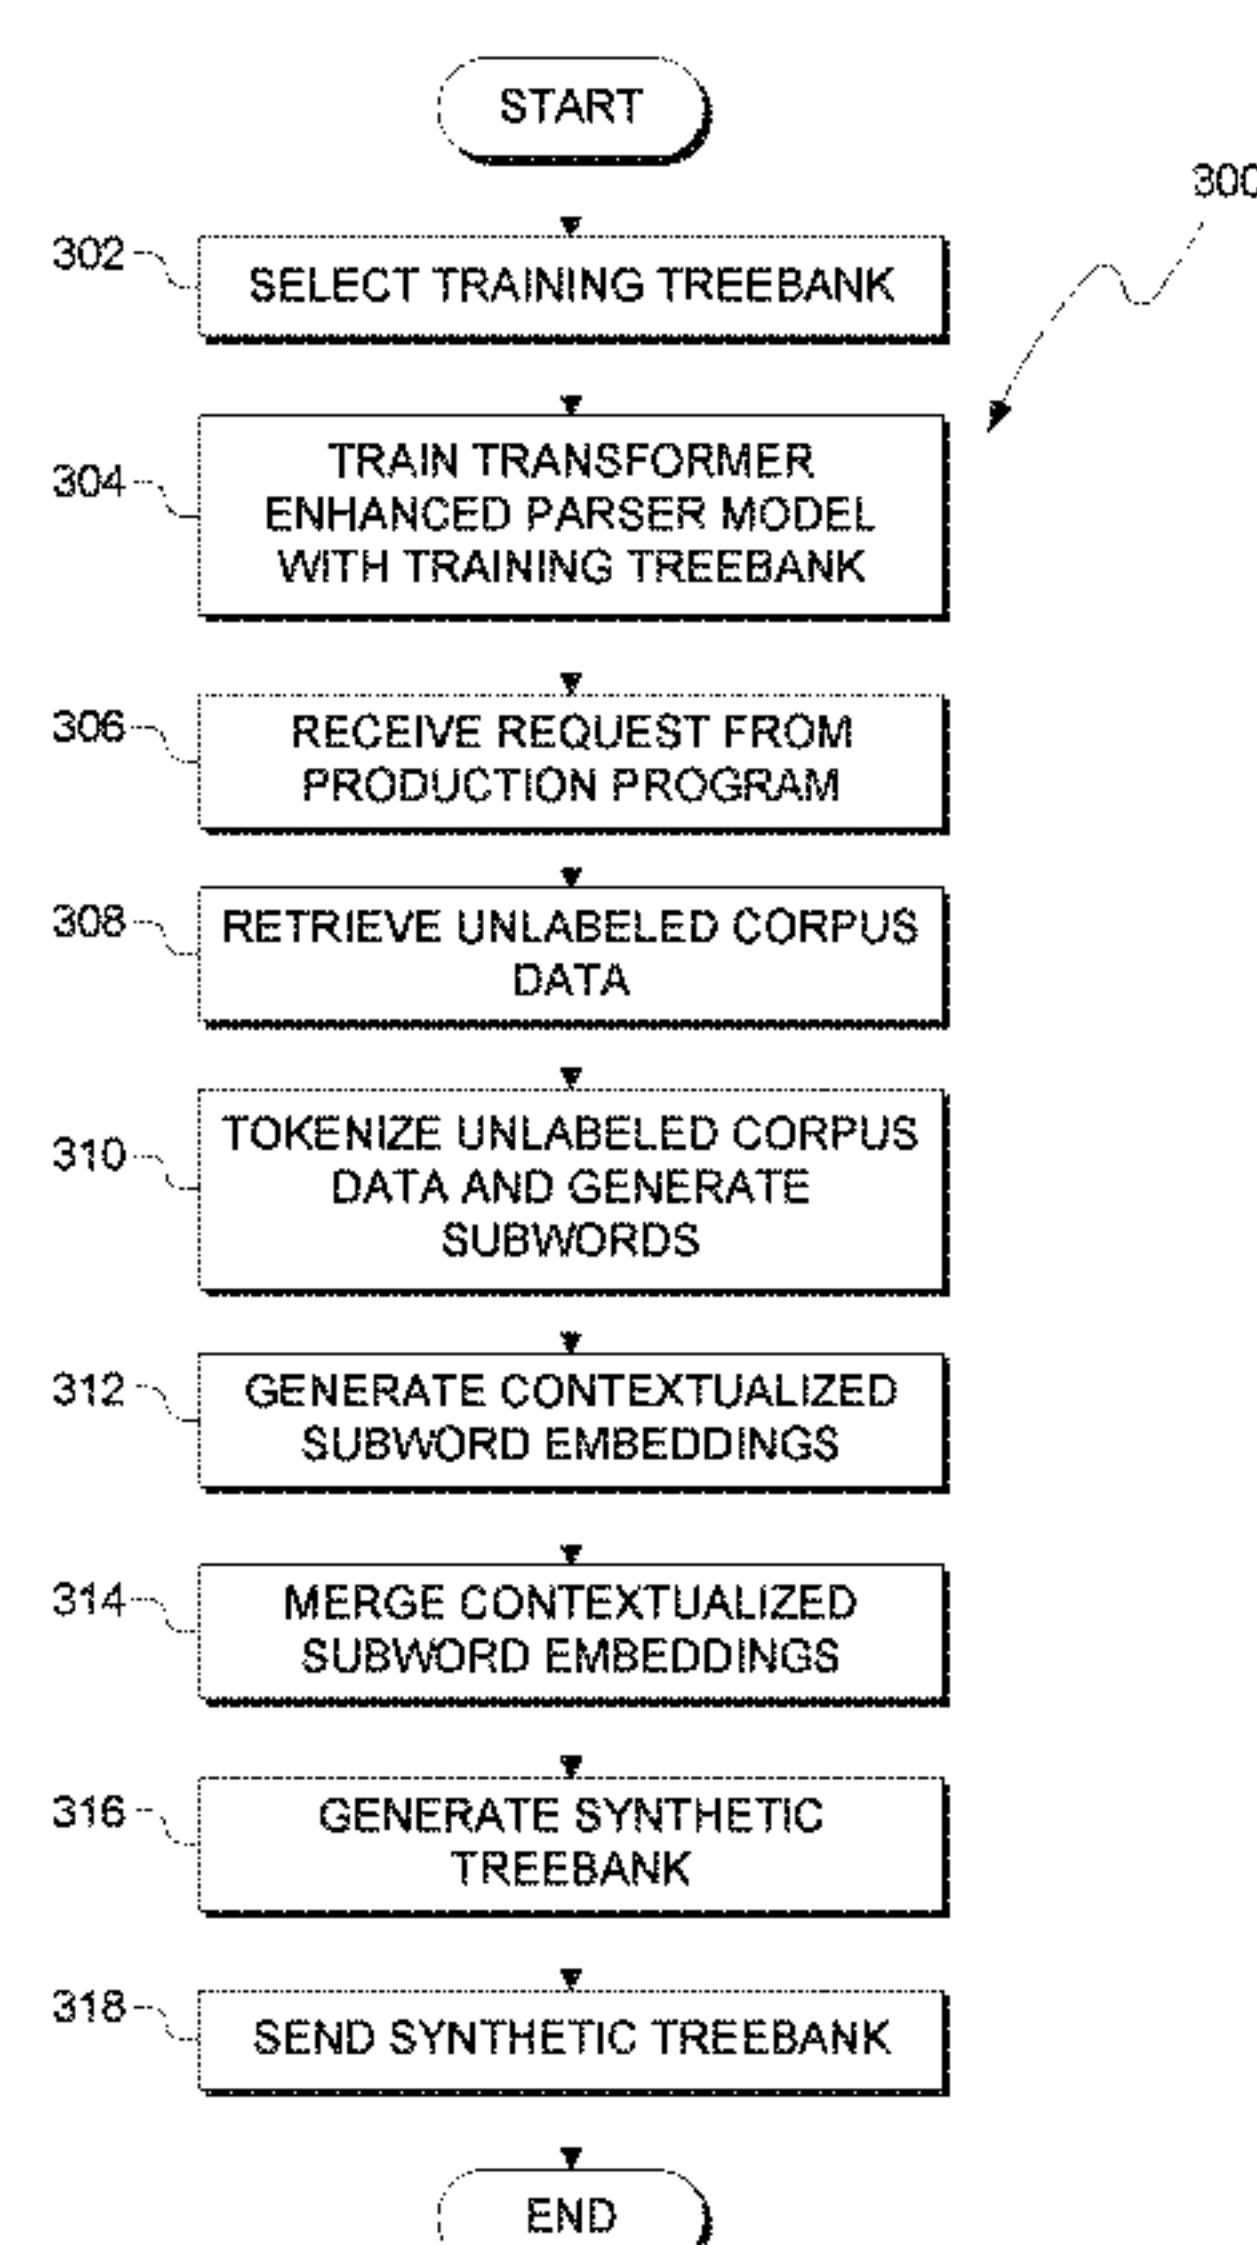 START
300
302
SELECT TRAINING TREEBANK
304
TRAIN TRANSFORMER
ENHANCED PARSER MODEL
WITH TRAINING TREEBANK
306
RECEIVE REQUEST FROM
PRODUCTION PROGRAM
308
RETRIEVE UNLABELED CORPUS
DATA
310
TOKENIZE UNLABELED CORPUS
DATA AND GENERATE
SUBWORDS
312
GENERATE CONTEXTUALIZED
SUBWORD EMBEDDINGS
314
MERGE CONTEXTUALIZED
SUBWORD EMBEDDINGS
316
GENERATE SYNTHETIC
TREEBANK
318
SEND SYNTHETIC TREEBANK
END